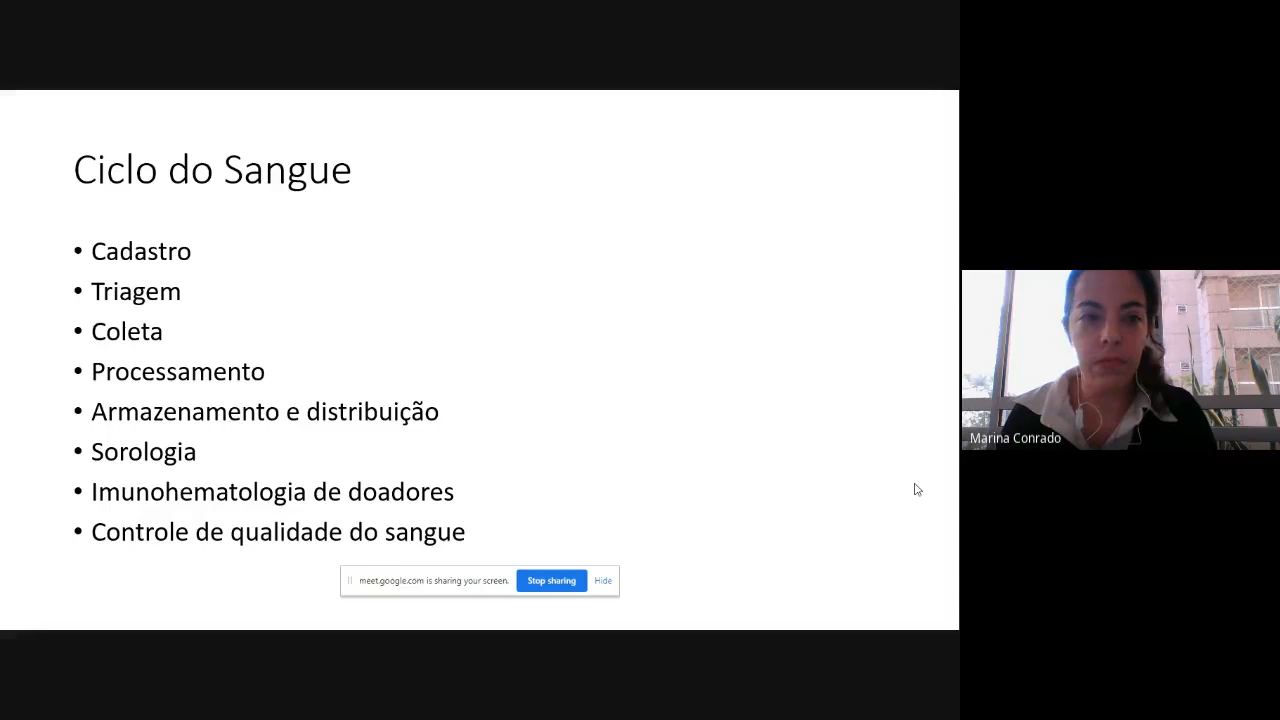 Ciclo do Sangue
• Cadastro
• Triagem
• Coleta
• Processamento
• Armazenamento e distribuição
• Sorologia
• Imunohematologia de doadores
• Controle de qualidade do sangue
meet.google.com is sharing your screen. Stop sharing Hide
Marina Conrado